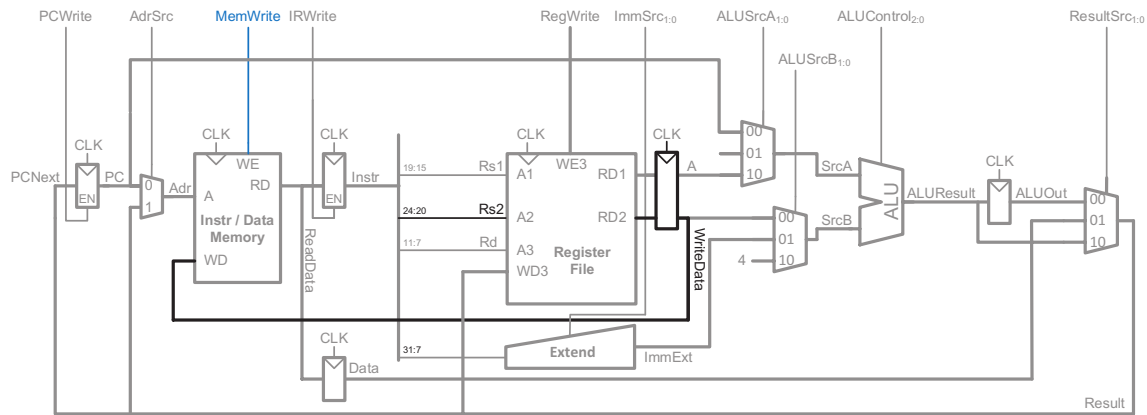 PCWrite AdrSrc MemWrite IRWrite RegWrite ImmSrc1:0 ALUSrcA1:0 ALUControl2:0 ResultSrc1:0
ALUSrcB1:0
CLK CLK CLK CLK CLK CLK
PCNext PC EN 0 1 Adr
A WE RD
Instr / Data
Memory
WD
EN Instr
ReadData
19:15 Rs1 A1 WE3 RD1 A
24:20 Rs2 A2 RD2
11:7 Rd A3
WD3
Register
File
WriteData
00 01 10 SrcA
00 01 10 SrcB
4
ALU
ALUResult ALUOut
00 01 10
31:7 Extend ImmExt
CLK
Data
Result